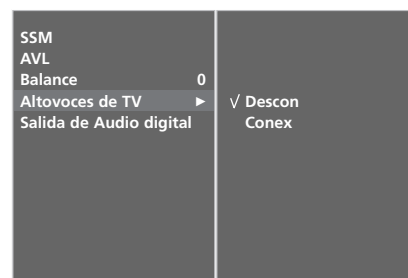 SSM
AVL
Balance 0
Altovoces de TV ►
Salida de Audio digital
√ Descon
Conex